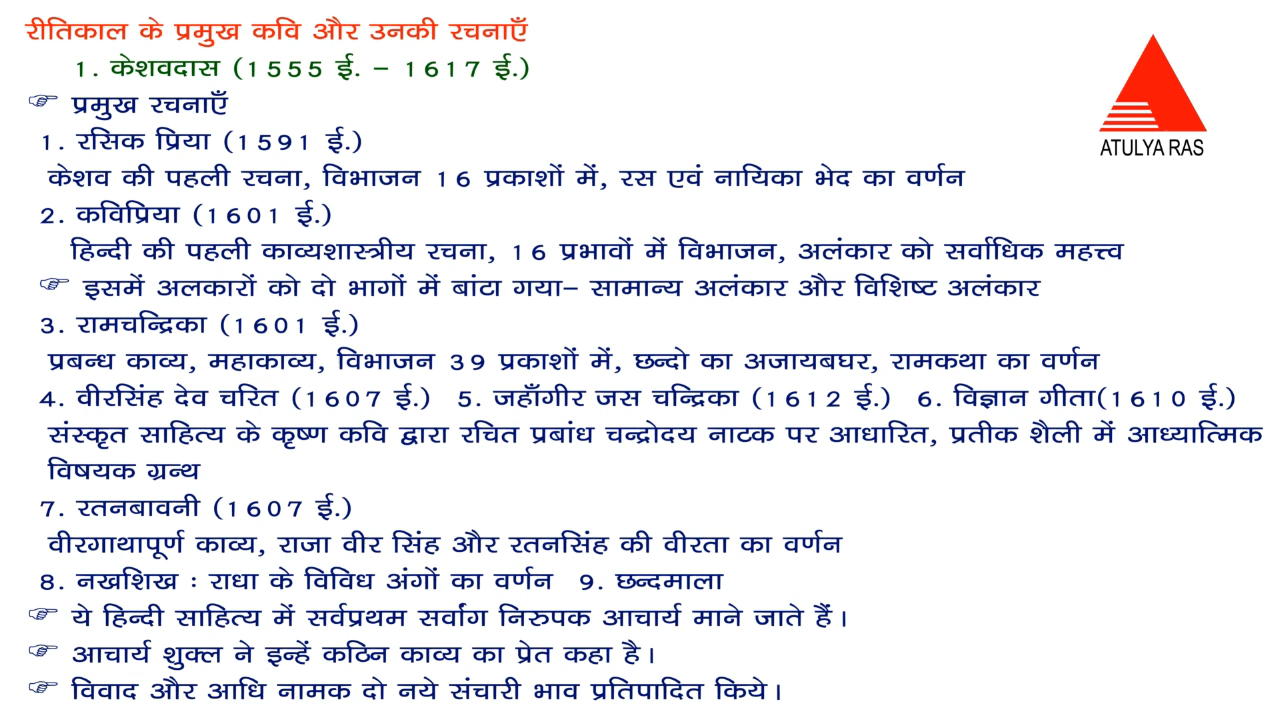 रीतिकाल के प्रमुख कवि और उनकी रचनाएँ
1. केशवदास (1555 ई. – 1617 ई.)
☞ प्रमुख रचनाएँ
1. रसिक प्रिया (1591 ई.)
केशव की पहली रचना, विभाजन 16 प्रकाशों में, रस एवं नायिका भेद का वर्णन
2. कविप्रिया (1601 ई.)
हिन्दी की पहली काव्यशास्त्रीय रचना, 16 प्रभावों में विभाजन, अलंकार को सर्वाधिक महत्त्व
☞ इसमें अलकारों को दो भागों में बांटा गया– सामान्य अलंकार और विशिष्ट अलंकार
3. रामचन्द्रिका (1601 ई.)
प्रबन्ध काव्य, महाकाव्य, विभाजन 39 प्रकाशों में, छन्दो का अजायबघर, रामकथा का वर्णन
4. वीरसिंह देव चरित (1607 ई.) 5. जहाँगीर जस चन्द्रिका (1612 ई.) 6. विज्ञान गीता(1610 ई.)
संस्कृत साहित्य के कृष्ण कवि द्वारा रचित प्रबांध चन्द्रोदय नाटक पर आधारित, प्रतीक शैली में आध्यात्मिक
विषयक ग्रन्थ
7. रतनबावनी (1607 ई.)
वीरगाथापूर्ण काव्य, राजा वीर सिंह और रतनसिंह की वीरता का वर्णन
8. नखशिख : राधा के विविध अंगों का वर्णन 9. छन्दमाला
☞ ये हिन्दी साहित्य में सर्वप्रथम सर्वांग निरुपक आचार्य माने जाते हैं।
☞ आचार्य शुक्ल ने इन्हें कठिन काव्य का प्रेत कहा है।
☞ विवाद और आधि नामक दो नये संचारी भाव प्रतिपादित किये।
ATULYA RAS